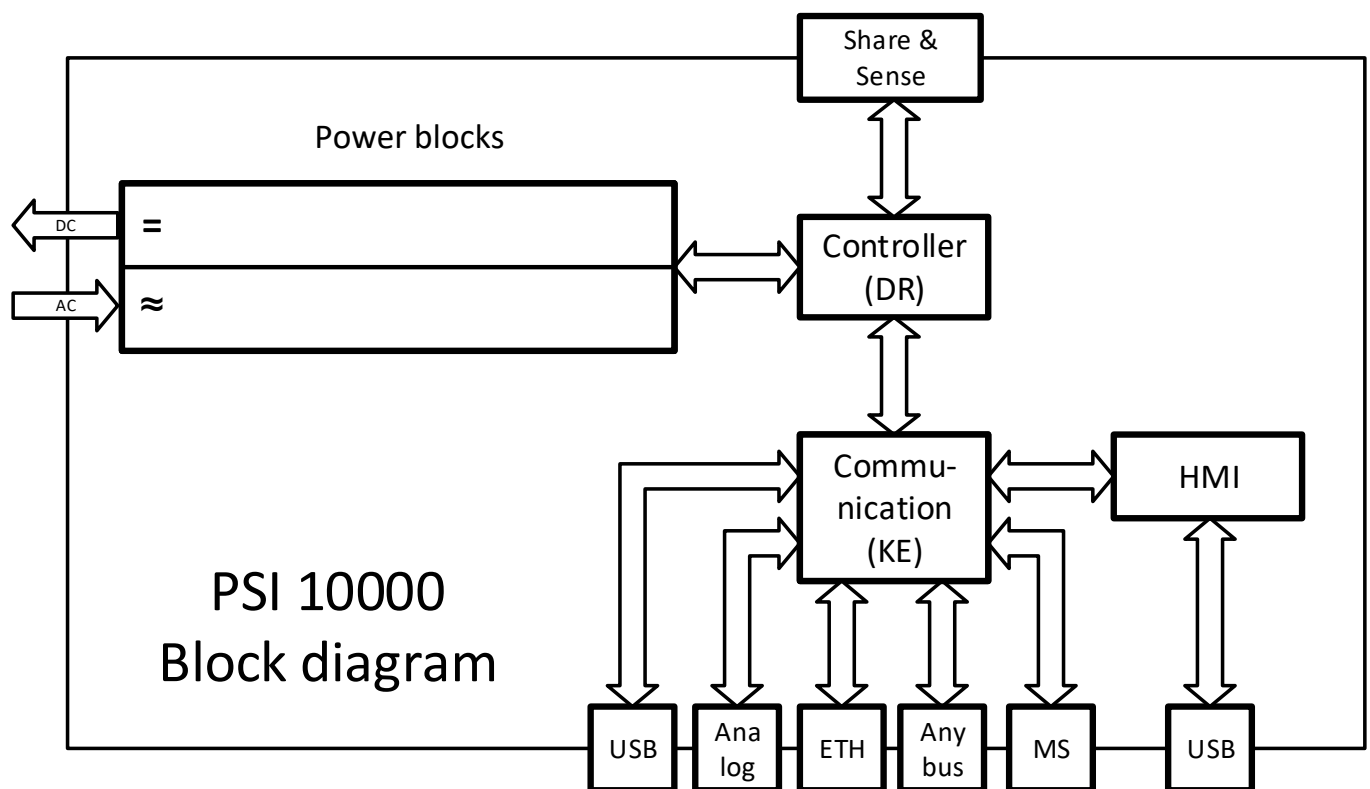 Share &
Sense
Power blocks
DC
=
AC
≈
Controller
(DR)
Commu-
nication
(KE)
HMI
PSI 10000
Block diagram
USB
Ana
log
ETH
Any
bus
MS
USB